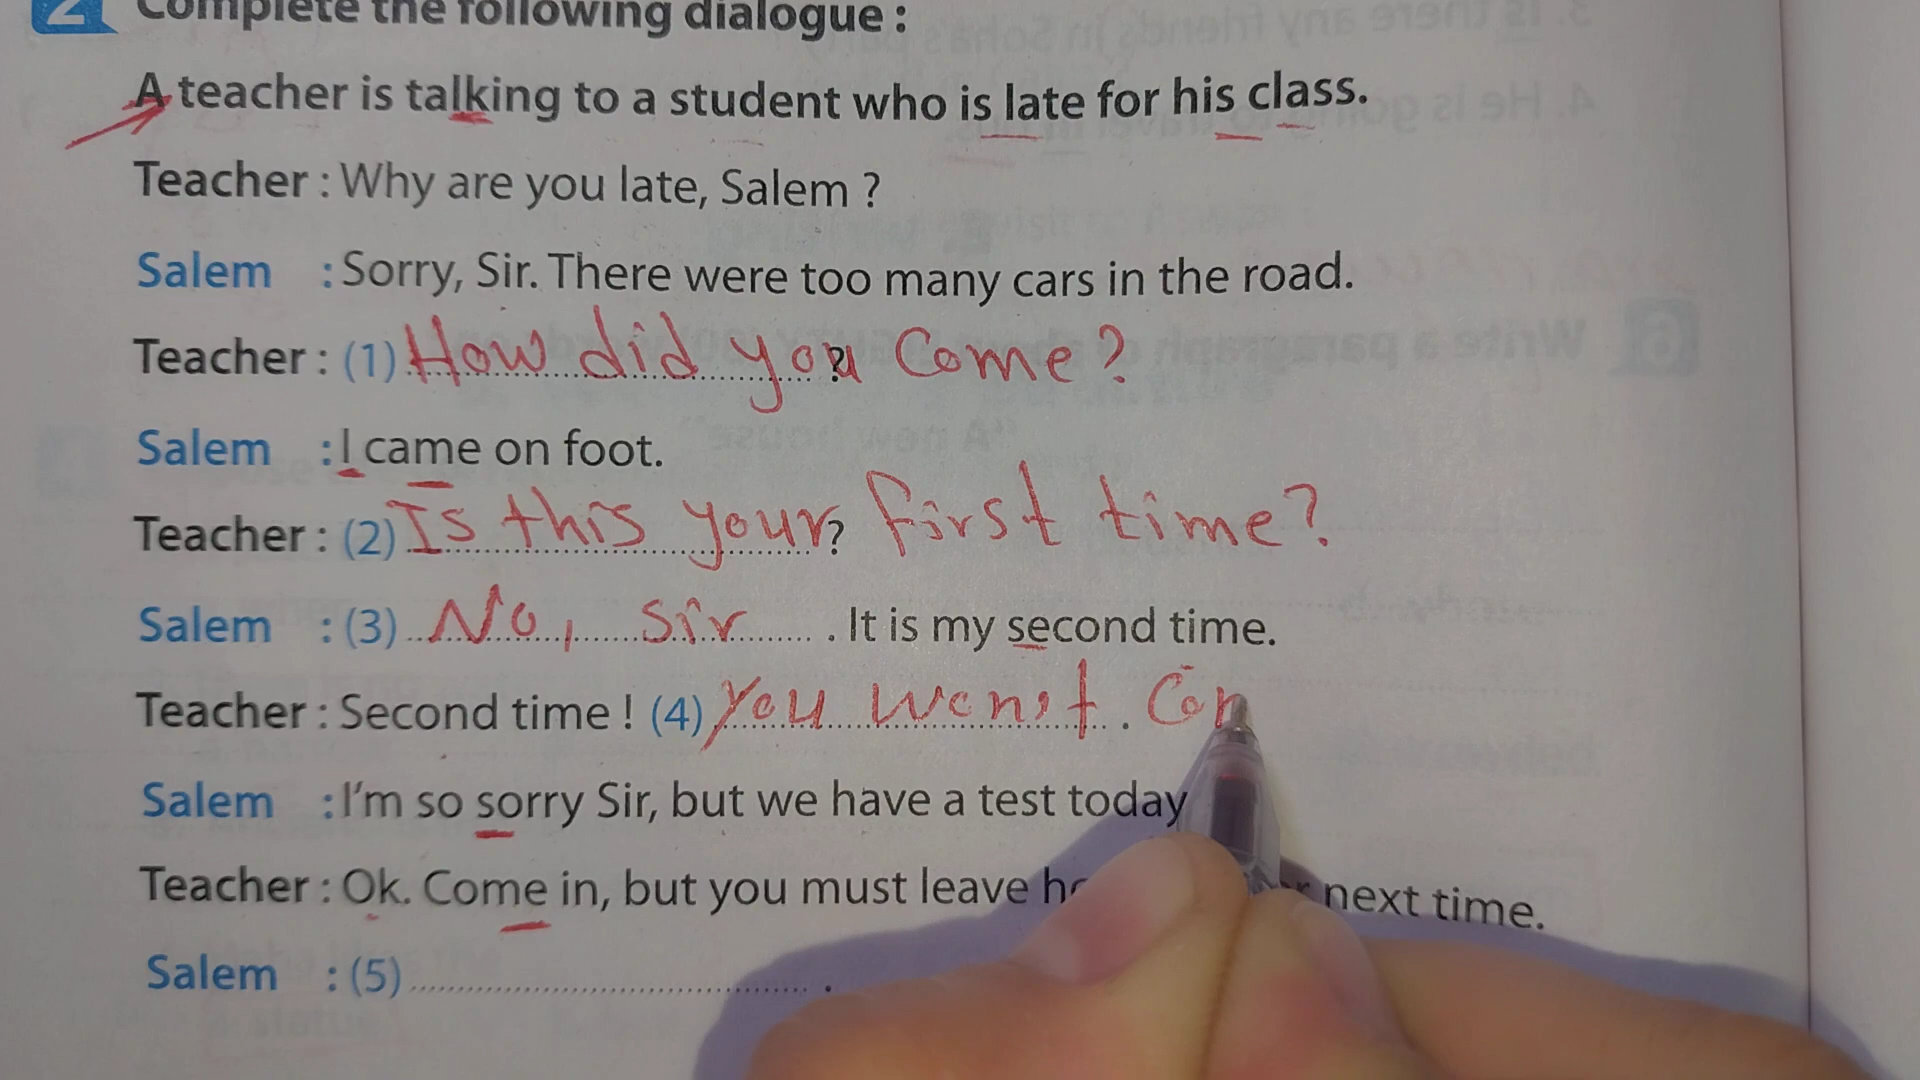 2 Complete the following dialogue :
A teacher is talking to a student who is late for his class.
Teacher : Why are you late, Salem ?
Salem : Sorry, Sir. There were too many cars in the road.
Teacher : (1) How did you Come? ?
Salem : I came on foot.
Teacher : (2) Is this your first time? ?
Salem : (3) No, sir . It is my second time.
Teacher : Second time ! (4) You won't . Com
Salem : I'm so sorry Sir, but we have a test today
Teacher : Ok. Come in, but you must leave next time.
Salem : (5) .